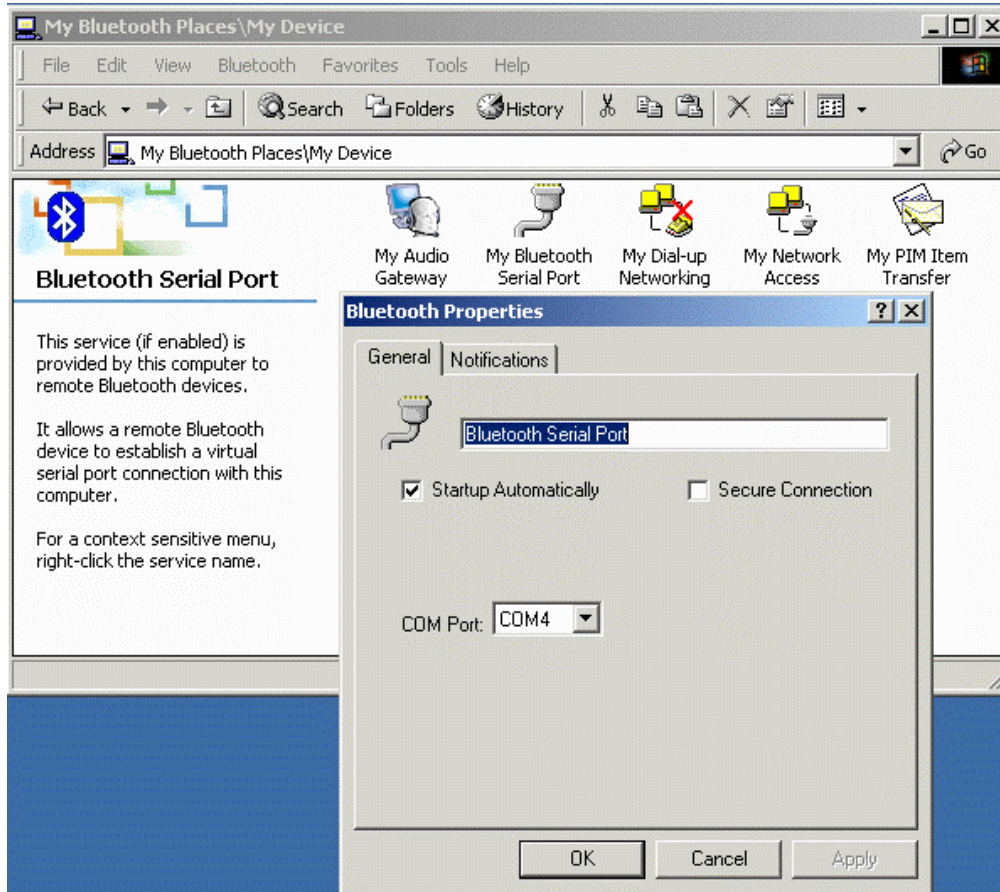 My Bluetooth Places\My Device
File Edit View Bluetooth Favorites Tools Help
Back Search Folders History
Address My Bluetooth Places\My Device Go
Bluetooth Serial Port
This service (if enabled) is
provided by this computer to
remote Bluetooth devices.
It allows a remote Bluetooth
device to establish a virtual
serial port connection with this
computer.
For a context sensitive menu,
right-click the service name.
My Audio
Gateway
My Bluetooth
Serial Port
My Dial-up
Networking
My Network
Access
My PIM Item
Transfer
Bluetooth Properties
General Notifications
Bluetooth Serial Port
Startup Automatically Secure Connection
COM Port: COM4
OK Cancel Apply